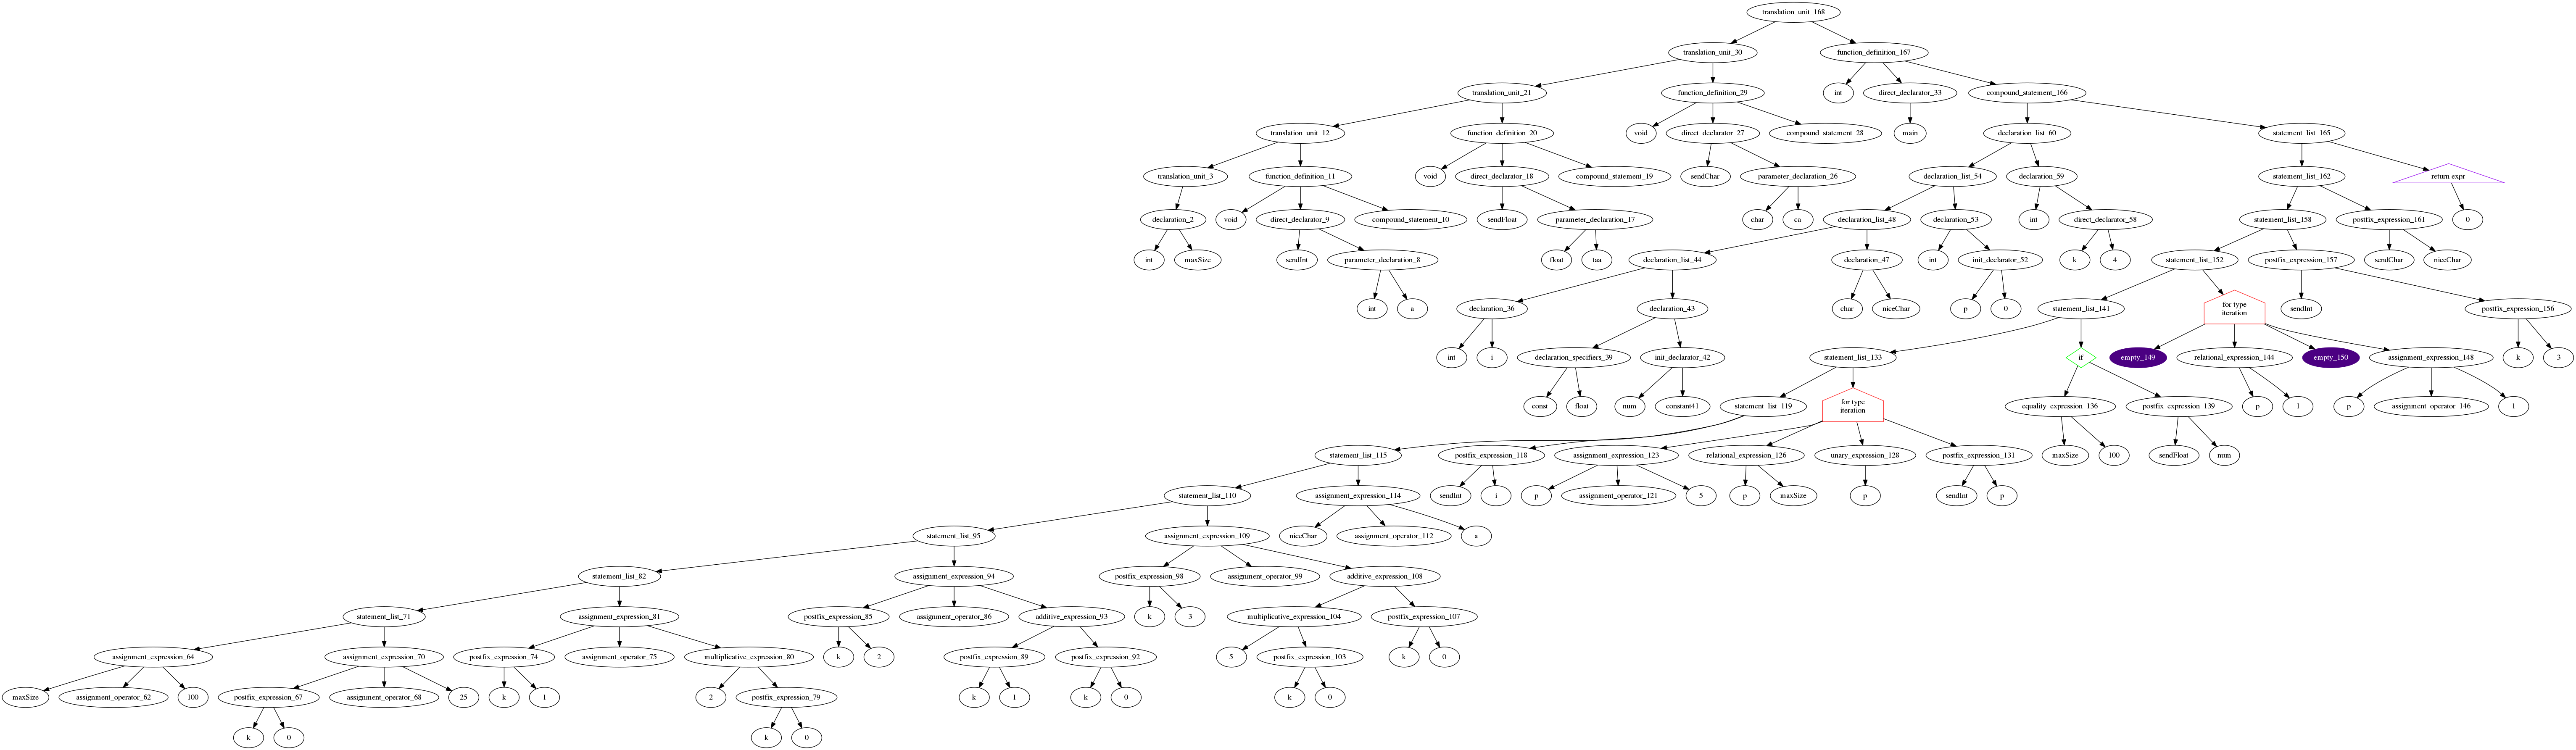 translation_unit_168
translation_unit_30 function_definition_167
translation_unit_21 function_definition_29 int direct_declarator_33 compound_statement_166
translation_unit_12 function_definition_20 void direct_declarator_27 compound_statement_28 main declaration_list_60 statement_list_165
translation_unit_3 function_definition_11 void direct_declarator_18 compound_statement_19 sendChar parameter_declaration_26 declaration_list_54 declaration_59 statement_list_162 return expr
declaration_2 void direct_declarator_9 compound_statement_10 sendFloat parameter_declaration_17 char ca declaration_list_48 declaration_53 int direct_declarator_58 statement_list_158 postfix_expression_161 0
int maxSize sendInt parameter_declaration_8 float taa declaration_list_44 declaration_47 int init_declarator_52 k 4 statement_list_152 postfix_expression_157 sendChar niceChar
int a declaration_36 declaration_43 char niceChar p 0 statement_list_141 for type
iteration sendInt postfix_expression_156
int i declaration_specifiers_39 init_declarator_42 statement_list_133 if empty_149 relational_expression_144 empty_150 assignment_expression_148 k 3
const float num constant41 statement_list_119 for type
iteration equality_expression_136 postfix_expression_139 p 1 p assignment_operator_146 1
statement_list_115 postfix_expression_118 assignment_expression_123 relational_expression_126 unary_expression_128 postfix_expression_131 maxSize 100 sendFloat num
statement_list_110 assignment_expression_114 sendInt i p assignment_operator_121 5 p maxSize p sendInt p
statement_list_95 assignment_expression_109 niceChar assignment_operator_112 a
statement_list_82 assignment_expression_94 postfix_expression_98 assignment_operator_99 additive_expression_108
statement_list_71 assignment_expression_81 postfix_expression_85 assignment_operator_86 additive_expression_93 k 3 multiplicative_expression_104 postfix_expression_107
assignment_expression_64 assignment_expression_70 postfix_expression_74 assignment_operator_75 multiplicative_expression_80 k 2 postfix_expression_89 postfix_expression_92 5 postfix_expression_103 k 0
maxSize assignment_operator_62 100 postfix_expression_67 assignment_operator_68 25 k 1 2 postfix_expression_79 k 1 k 0 k 0
k 0 k 0